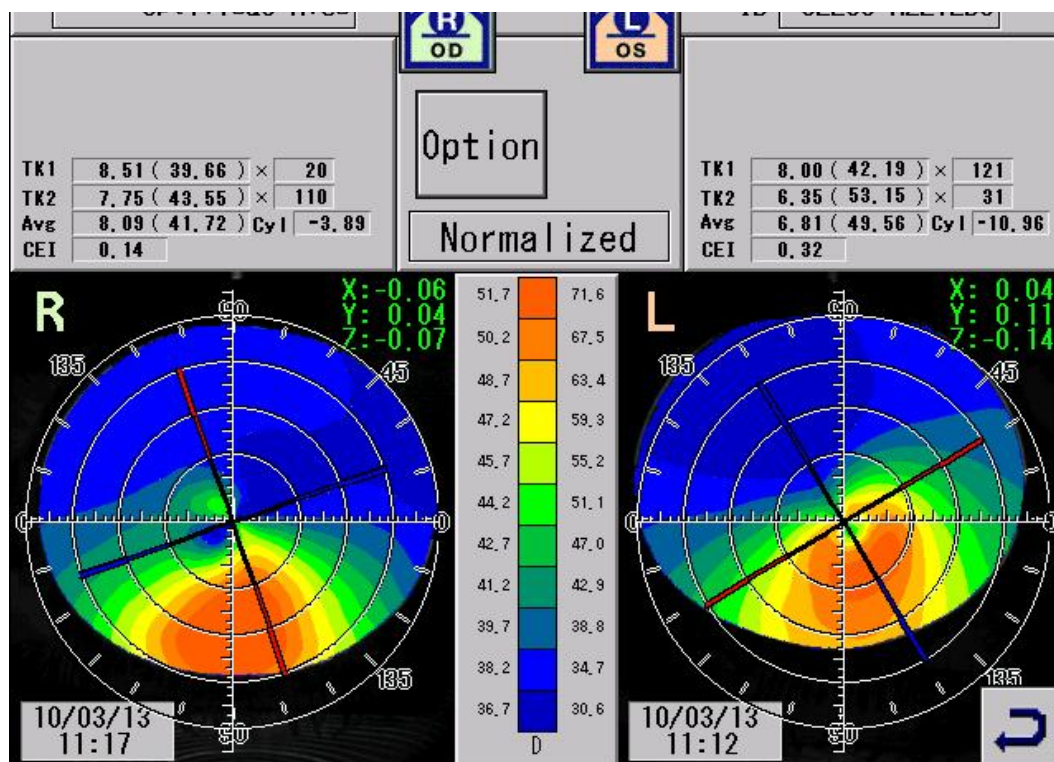 R
OD
L
OS
ID
Option
Normalized
TK1 8.51 ( 39.66 ) × 20
TK2 7.75 ( 43.55 ) × 110
Avg 8.09 ( 41.72 ) Cyl -3.89
CEI 0.14
TK1 8.00 ( 42.19 ) × 121
TK2 6.35 ( 53.15 ) × 31
Avg 6.81 ( 49.56 ) Cyl -10.96
CEI 0.32
R
X:-0.06
Y: 0.04
Z:-0.07
90
135
45
0
0
135
90
10/03/13
11:17
51.7 71.6
50.2 67.5
48.7 63.4
47.2 59.3
45.7 55.2
44.2 51.1
42.7 47.0
41.2 42.9
39.7 38.8
38.2 34.7
36.7 30.6
D
L
X: 0.04
Y: 0.11
Z:-0.14
90
135
45
0
0
135
90
10/03/13
11:12